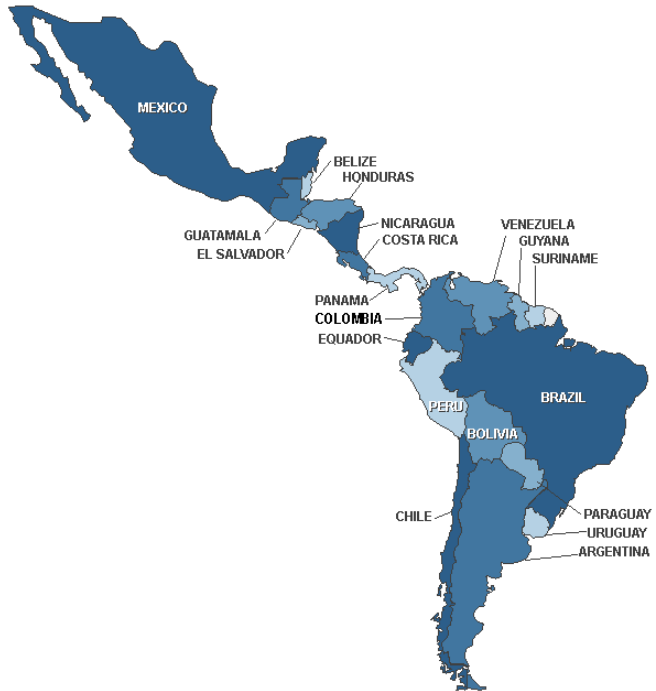 MEXICO
BELIZE
HONDURAS
GUATAMALA
NICARAGUA
EL SALVADOR
COSTA RICA
VENEZUELA
GUYANA
SURINAME
PANAMA
COLOMBIA
EQUADOR
BRAZIL
PERU
BOLIVIA
CHILE
PARAGUAY
URUGUAY
ARGENTINA